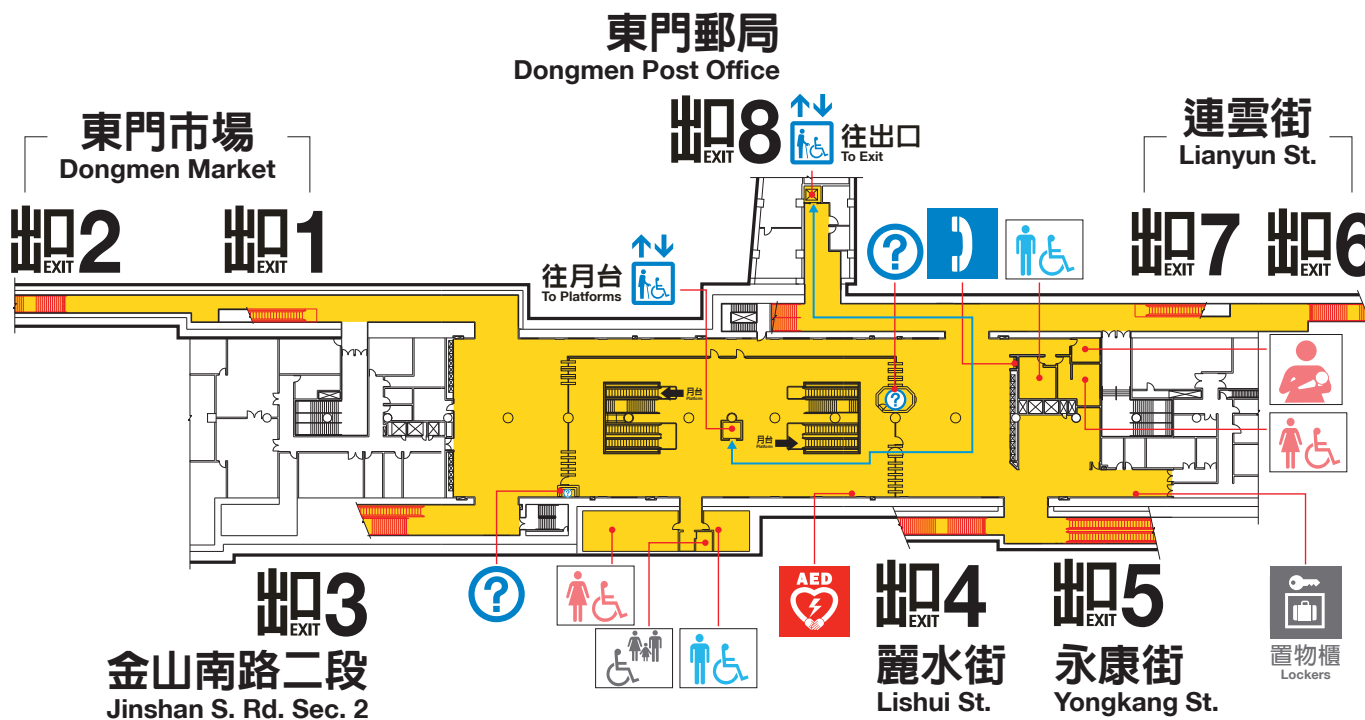 東門郵局
Dongmen Post Office
東門市場
Dongmen Market
出口 EXIT 8
往出口
To Exit
連雲街
Lianyun St.
出口 EXIT 2
出口 EXIT 1
往月台
To Platforms
?
出口 EXIT 7
出口 EXIT 6
月台
Platform
?
月台
Platform
?
?
出口 EXIT 3
金山南路二段
Jinshan S. Rd. Sec. 2
AED
出口 EXIT 4
麗水街
Lishui St.
出口 EXIT 5
永康街
Yongkang St.
置物櫃
Lockers